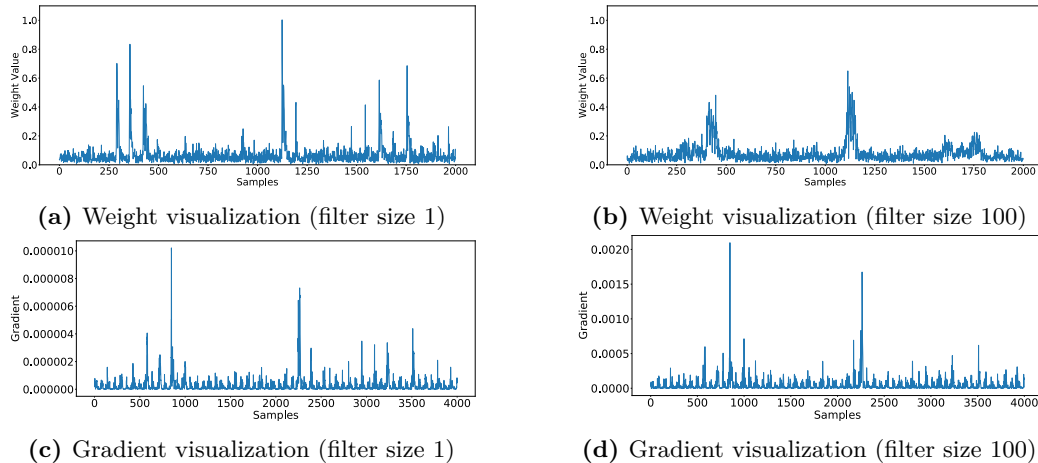 1.0
0.8
0.6
0.4
0.2
0.0
Weight Value
0 250 500 750 1000 1250 1500 1750 2000
Samples
(a) Weight visualization (filter size 1)
1.0
0.8
0.6
0.4
0.2
0.0
Weight Value
0 250 500 750 1000 1250 1500 1750 2000
Samples
(b) Weight visualization (filter size 100)
0.000010
0.000008
0.000006
0.000004
0.000002
0.000000
Gradient
0 500 1000 1500 2000 2500 3000 3500 4000
Samples
(c) Gradient visualization (filter size 1)
0.0020
0.0015
0.0010
0.0005
0.0000
Gradient
0 500 1000 1500 2000 2500 3000 3500 4000
Samples
(d) Gradient visualization (filter size 100)